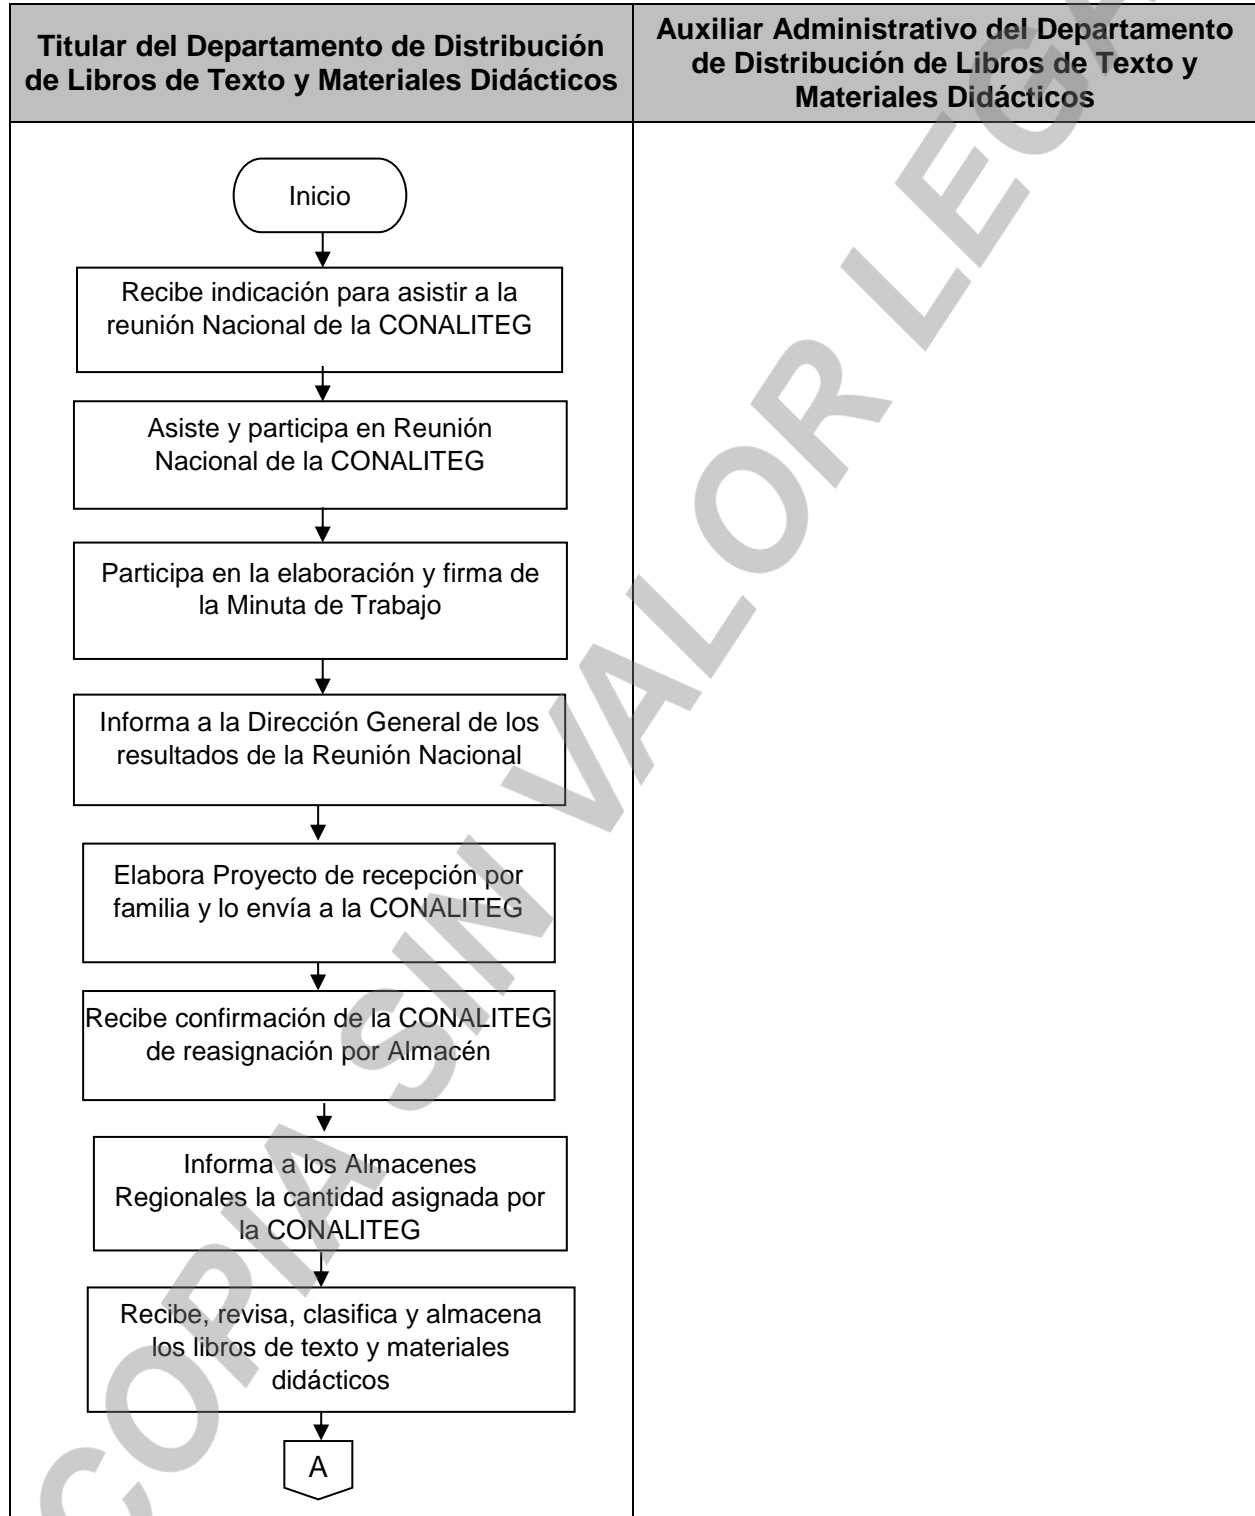 Titular del Departamento de Distribución
de Libros de Texto y Materiales Didácticos
Auxiliar Administrativo del Departamento
de Distribución de Libros de Texto y
Materiales Didácticos
Inicio
Recibe indicación para asistir a la
reunión Nacional de la CONALITEG
Asiste y participa en Reunión
Nacional de la CONALITEG
Participa en la elaboración y firma de
la Minuta de Trabajo
Informa a la Dirección General de los
resultados de la Reunión Nacional
Elabora Proyecto de recepción por
familia y lo envía a la CONALITEG
Recibe confirmación de la CONALITEG
de reasignación por Almacén
Informa a los Almacenes
Regionales la cantidad asignada por
la CONALITEG
Recibe, revisa, clasifica y almacena
los libros de texto y materiales
didácticos
A
COPIA SIN VALOR LEGA